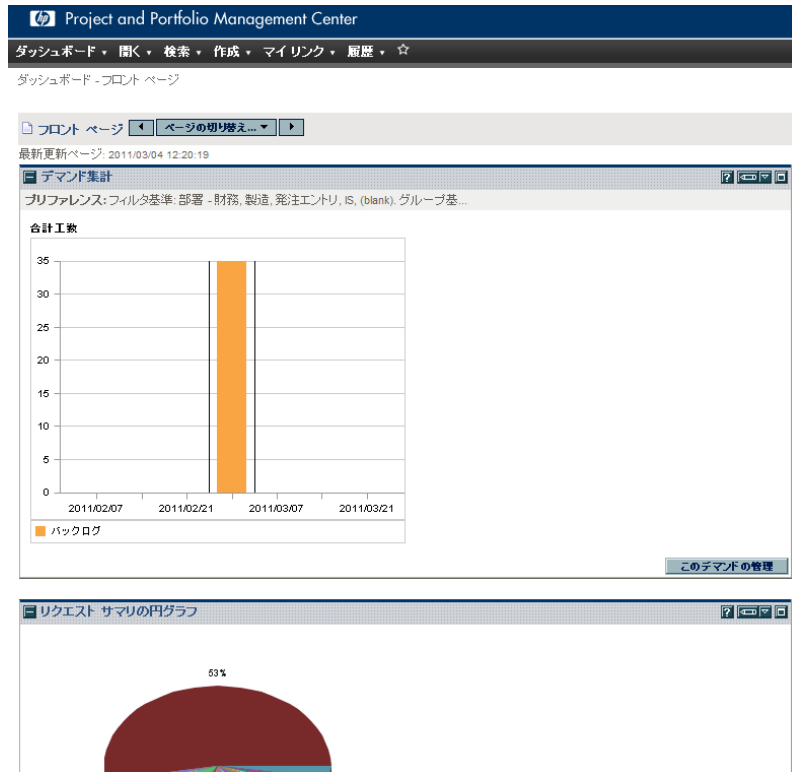 hp Project and Portfolio Management Center
ダッシュボード 開く 検索 作成 マイ リンク 履歴
ダッシュボード - フロント ページ
フロント ページ ページの切り替え...
最新更新ページ: 2011/03/04 12:20:19
デマンド集計
プリファレンス: フィルタ基準: 部署 - 財務, 製造, 発注エントリ, IS, (blank). グループ基...
合計工数
35
30
25
20
15
10
5
0
2011/02/07 2011/02/21 2011/03/07 2011/03/21
バックログ
このデマンドの管理
リクエスト サマリの円グラフ
53%